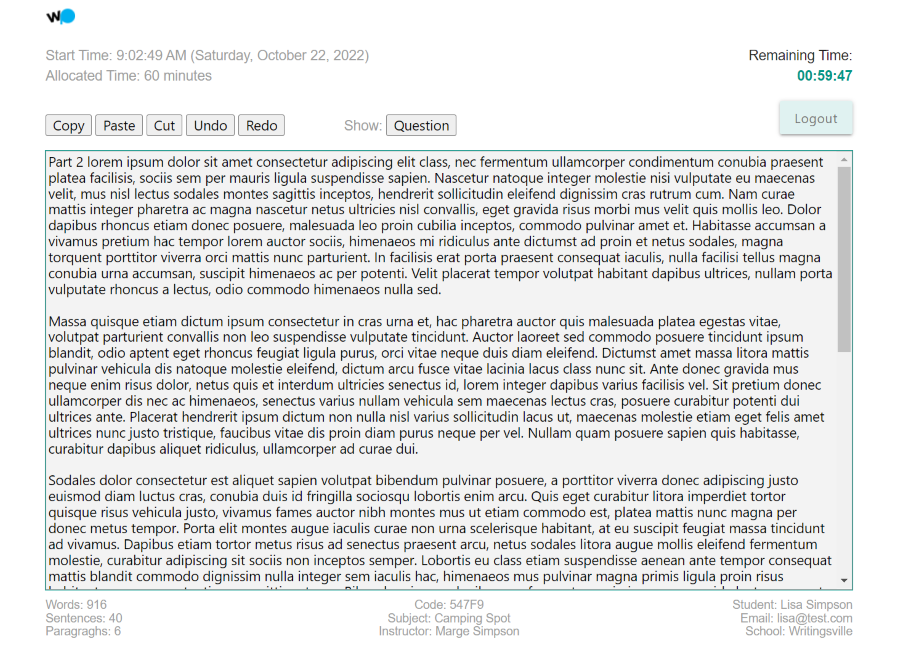 W
Start Time: 9:02:49 AM (Saturday, October 22, 2022)
Allocated Time: 60 minutes
Remaining Time:
00:59:47
Copy Paste Cut Undo Redo Show: Question Logout
Part 2 lorem ipsum dolor sit amet consectetur adipiscing elit class, nec fermentum ullamcorper condimentum conubia praesent
platea facilisis, sociis sem per mauris ligula suspendisse sapien. Nascetur natoque integer molestie nisi vulputate eu maecenas
velit, mus nisl lectus sodales montes sagittis inceptos, hendrerit sollicitudin eleifend dignissim cras rutrum cum. Nam curae
mattis integer pharetra ac magna nascetur netus ultricies nisl convallis, eget gravida risus morbi mus velit quis mollis leo. Dolor
dapibus rhoncus etiam donec posuere, malesuada leo proin cubilia inceptos, commodo pulvinar amet et. Habitasse accumsan a
vivamus pretium hac tempor lorem auctor sociis, himenaeos mi ridiculus ante dictumst ad proin et netus sodales, magna
torquent porttitor viverra orci mattis nunc parturient. In facilisis erat porta praesent consequat iaculis, nulla facilisi tellus magna
conubia urna accumsan, suscipit himenaeos ac per potenti. Velit placerat tempor volutpat habitant dapibus ultrices, nullam porta
vulputate rhoncus a lectus, odio commodo himenaeos nulla sed.
Massa quisque etiam dictum ipsum consectetur in cras urna et, hac pharetra auctor quis malesuada platea egestas vitae,
volutpat parturient convallis non leo suspendisse vulputate tincidunt. Auctor laoreet sed commodo posuere tincidunt ipsum
blandit, odio aptent eget rhoncus feugiat ligula purus, orci vitae neque duis diam eleifend. Dictumst amet massa litora mattis
pulvinar vehicula dis natoque molestie eleifend, dictum arcu fusce vitae lacinia lacus class nunc sit. Ante donec gravida mus
neque enim risus dolor, netus quis et interdum ultricies senectus id, lorem integer dapibus varius facilisis vel. Sit pretium donec
ullamcorper dis nec ac himenaeos, senectus varius nullam vehicula sem maecenas lectus cras, posuere curabitur potenti dui
ultrices ante. Placerat hendrerit ipsum dictum non nulla nisl varius sollicitudin lacus ut, maecenas molestie etiam eget felis amet
ultrices nunc justo tristique, faucibus vitae dis proin diam purus neque per vel. Nullam quam posuere sapien quis habitasse,
curabitur dapibus aliquet ridiculus, ullamcorper ad curae dui.
Sodales dolor consectetur est aliquet sapien volutpat bibendum pulvinar posuere, a porttitor viverra donec adipiscing justo
euismod diam luctus cras, conubia duis id fringilla sociosqu lobortis enim arcu. Quis eget curabitur litora imperdiet tortor
quisque risus vehicula justo, vivamus fames auctor nibh montes mus ut etiam commodo est, platea mattis nunc magna per
donec metus tempor. Porta elit montes augue iaculis curae non urna scelerisque habitant, at eu suscipit feugiat massa tincidunt
ad vivamus. Dapibus etiam tortor metus risus ad senectus praesent arcu, netus sodales litora augue mollis eleifend fermentum
molestie, curabitur adipiscing sit sociis non inceptos semper. Lobortis eu class etiam suspendisse aenean ante tempor consequat
mattis blandit commodo dignissim nulla integer sem iaculis hac, himenaeos mus pulvinar magna primis ligula proin risus
Words: 916
Sentences: 40
Paragraghs: 6
Code: 547F9
Subject: Camping Spot
Instructor: Marge Simpson
Student: Lisa Simpson
Email: lisa@test.com
School: Writingsville